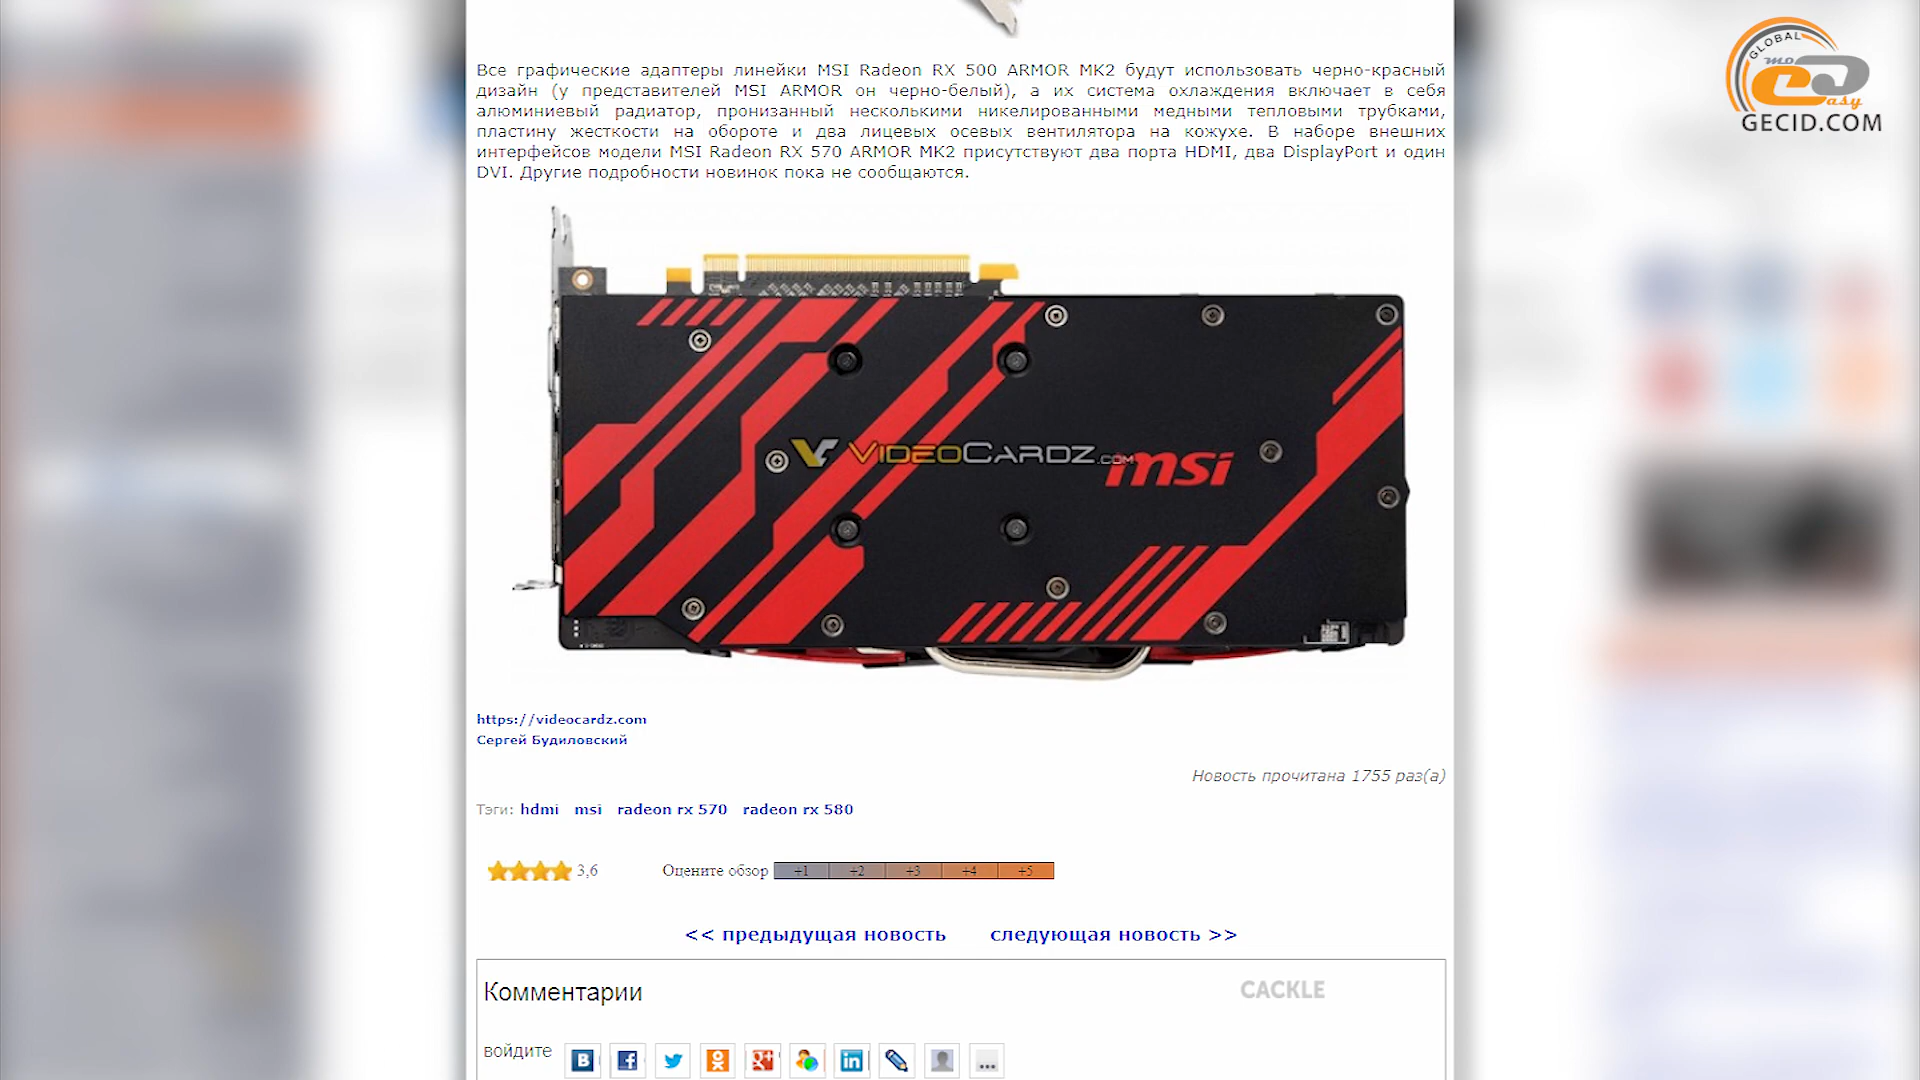 GLOBAL
mo
easy
GECID.COM
Все графические адаптеры линейки MSI Radeon RX 500 ARMOR MK2 будут использовать черно-красный
дизайн (у представителей MSI ARMOR он черно-белый), а их система охлаждения включает в себя
алюминиевый радиатор, пронизанный несколькими никелированными медными тепловыми трубками,
пластину жесткости на обороте и два лицевых осевых вентилятора на кожухе. В наборе внешних
интерфейсов модели MSI Radeon RX 570 ARMOR MK2 присутствуют два порта HDMI, два DisplayPort и один
DVI. Другие подробности новинок пока не сообщаются.
VIDEOCARDZ.COM
msi
https://videocardz.com
Сергей Будиловский
Новость прочитана 1755 раз(а)
Тэги: hdmi msi radeon rx 570 radeon rx 580
3,6 Оцените обзор +1 +2 +3 +4 +5
<< предыдущая новость следующая новость >>
Комментарии
CACKLE
войдите